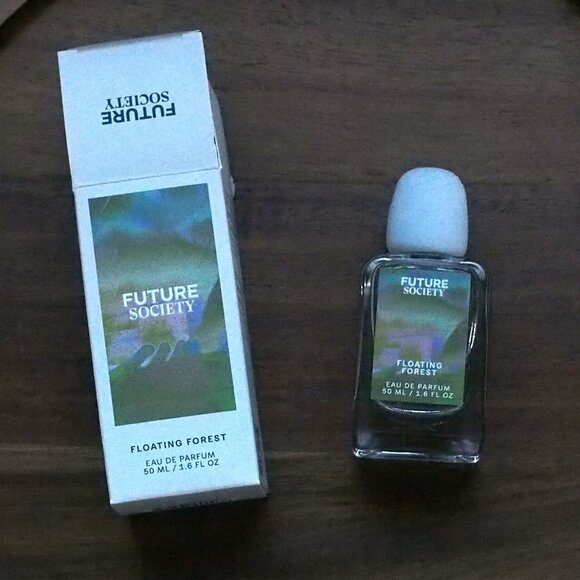 FUTURE
SOCIETY
FUTURE
SOCIETY
FLOATING FOREST
EAU DE PARFUM
50 ML / 1.6 FL OZ
FUTURE
SOCIETY
FLOATING
FOREST
EAU DE PARFUM
50 ML / 1.6 FL OZ